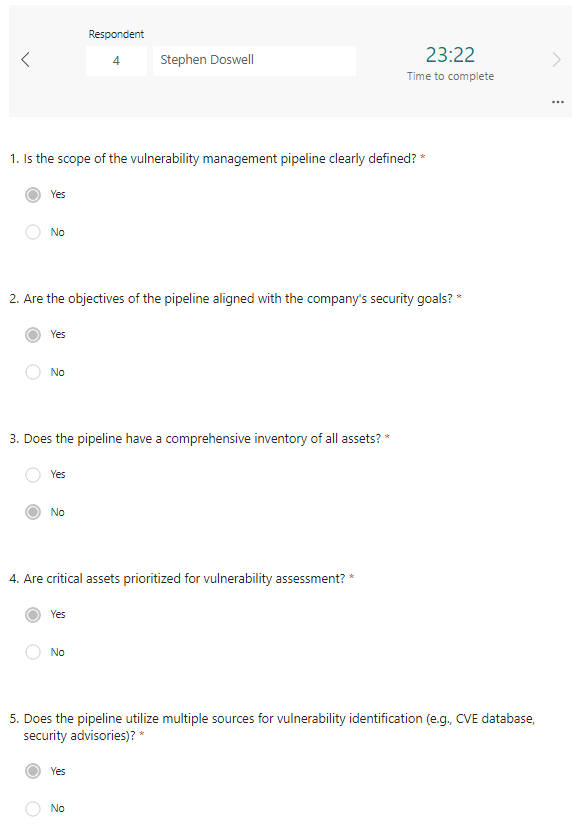 Respondent
4
Stephen Doswell
23:22
Time to complete
1. Is the scope of the vulnerability management pipeline clearly defined? *
Yes
No
2. Are the objectives of the pipeline aligned with the company's security goals? *
Yes
No
3. Does the pipeline have a comprehensive inventory of all assets? *
Yes
No
4. Are critical assets prioritized for vulnerability assessment? *
Yes
No
5. Does the pipeline utilize multiple sources for vulnerability identification (e.g., CVE database,
security advisories)? *
Yes
No